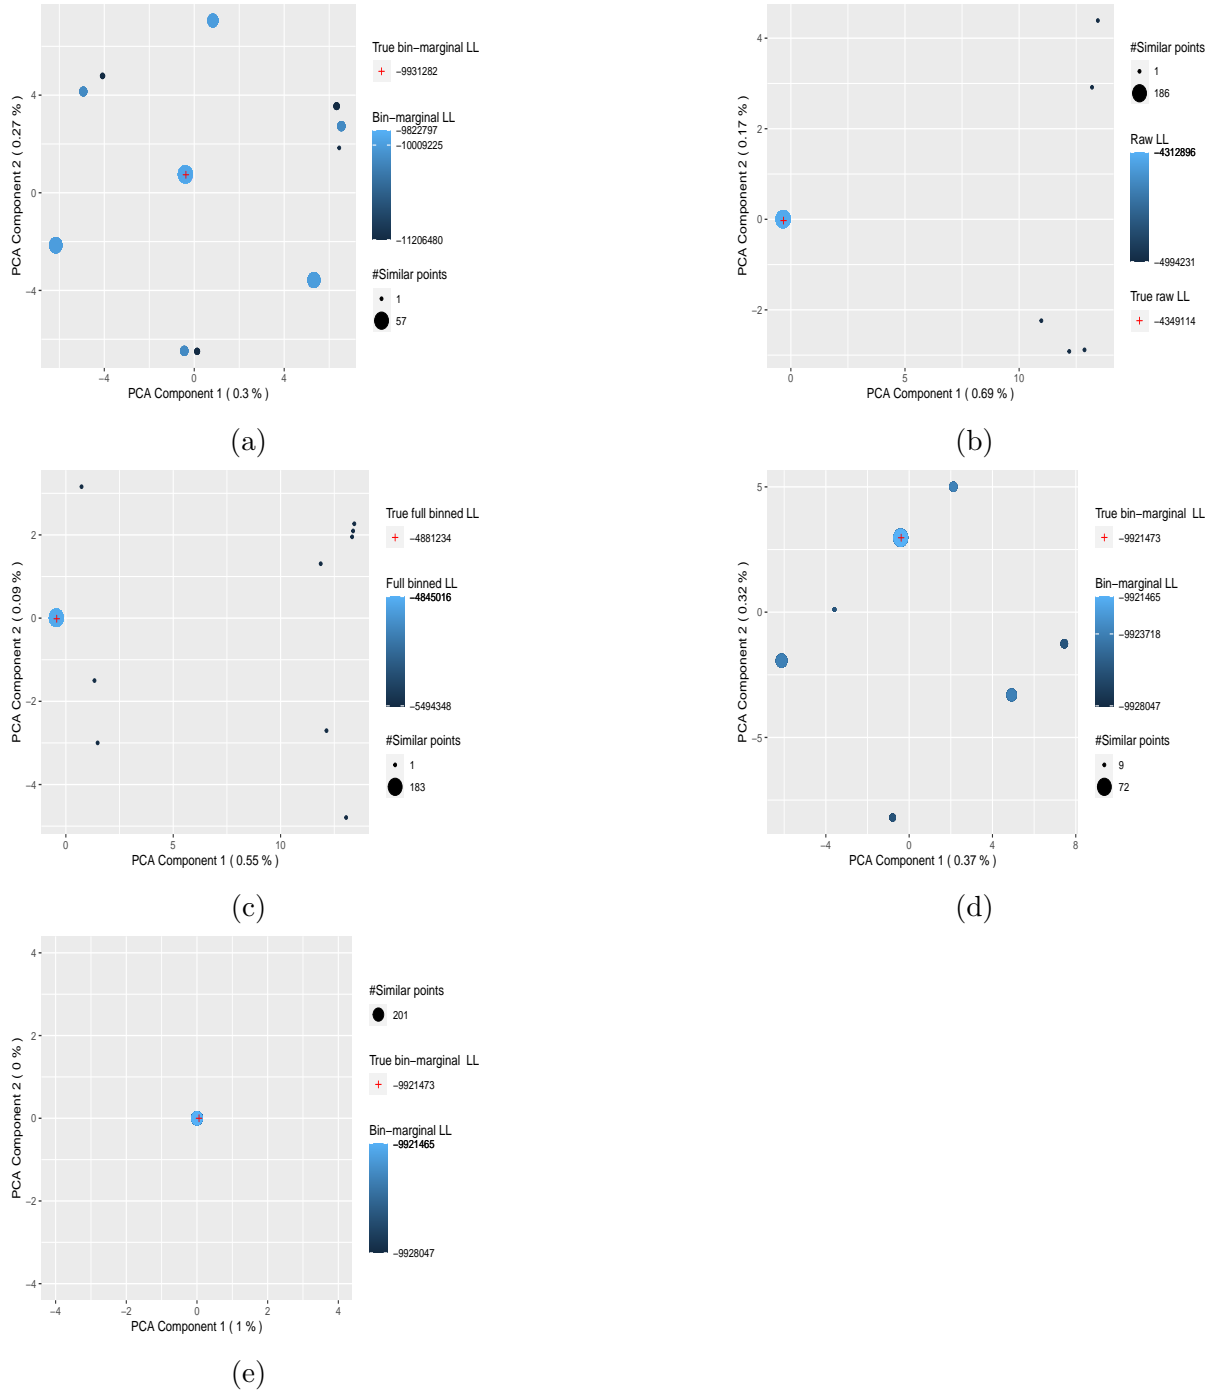 4
0
−4
−4
0
4
PCA Component 1 ( 0.3 % )
PCA Component 2 ( 0.27 % )
True bin−marginal LL
−9931282
Bin−marginal LL
−9822797
−10009225
−11206480
#Similar points
1
57
(a)
4
2
0
−2
0
5
10
PCA Component 1 ( 0.69 % )
PCA Component 2 ( 0.17 % )
#Similar points
1
186
Raw LL
−4312896
−4994231
True raw LL
−4349114
(b)
2
0
−2
−4
0
5
10
PCA Component 1 ( 0.55 % )
PCA Component 2 ( 0.09 % )
True full binned LL
−4881234
Full binned LL
−4845016
−5494348
#Similar points
1
183
(c)
5
0
−5
−4
0
4
8
PCA Component 1 ( 0.37 % )
PCA Component 2 ( 0.32 % )
True bin−marginal LL
−9921473
Bin−marginal LL
−9921465
−9923718
−9928047
#Similar points
9
72
(d)
4
2
0
−2
−4
−4
−2
0
2
4
PCA Component 1 ( 1 % )
PCA Component 2 ( 0 % )
#Similar points
201
True bin−marginal LL
−9921473
Bin−marginal LL
−9921465
−9928047
(e)